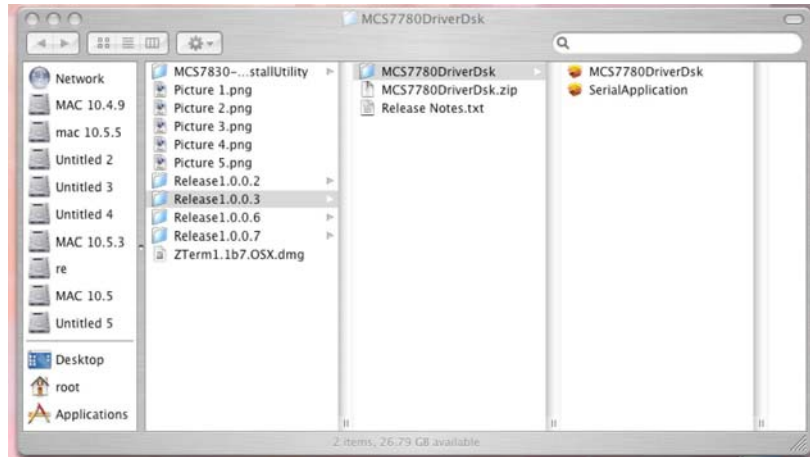 MCS7780DriverDsk
Network
MAC 10.4.9
mac 10.5.5
Untitled 2
Untitled 3
Untitled 4
MAC 10.5.3
re
MAC 10.5
Untitled 5
Desktop
root
Applications
MCS7830-...stallUtility
Picture 1.png
Picture 2.png
Picture 3.png
Picture 4.png
Picture 5.png
Release1.0.0.2
Release1.0.0.3
Release1.0.0.6
Release1.0.0.7
ZTerm1.1b7.OSX.dmg
MCS7780DriverDsk
MCS7780DriverDsk.zip
Release Notes.txt
MCS7780DriverDsk
SerialApplication
2 items, 26.79 GB available